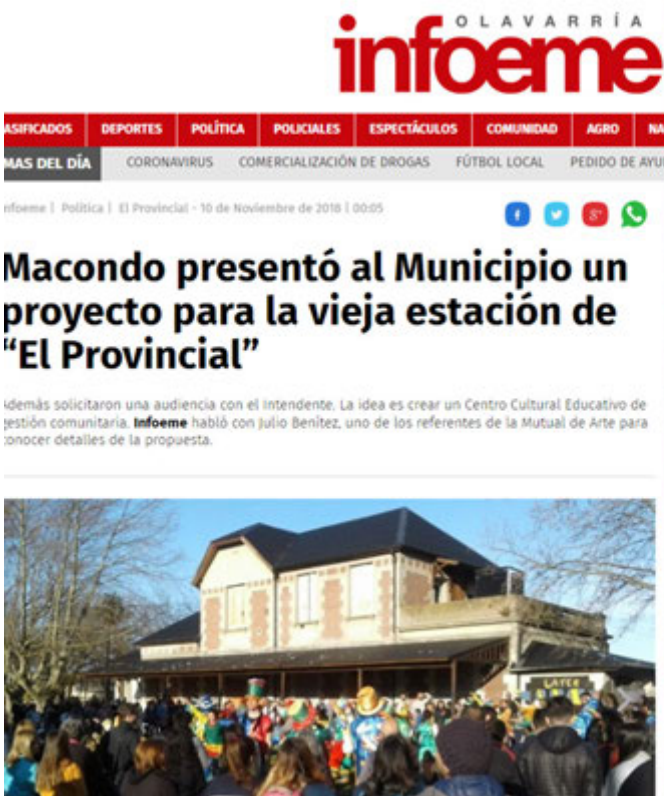 OLAVARRÍA
infoeme
ASIFICADOS DEPORTES POLÍTICA POLICIALES ESPECTÁCULOS COMUNIDAD AGRO NA
MAS DEL DÍA CORONAVIRUS COMERCIALIZACIÓN DE DROGAS FÚTBOL LOCAL PEDIDO DE AYU
nfoeme | Política | El Provincial - 10 de Noviembre de 2018 | 00:05
Macondo presentó al Municipio un
proyecto para la vieja estación de
“El Provincial”
Además solicitaron una audiencia con el Intendente. La idea es crear un Centro Cultural Educativo de
gestión comunitaria. Infoeme habló con Julio Benítez, uno de los referentes de la Mutual de Arte para
conocer detalles de la propuesta.